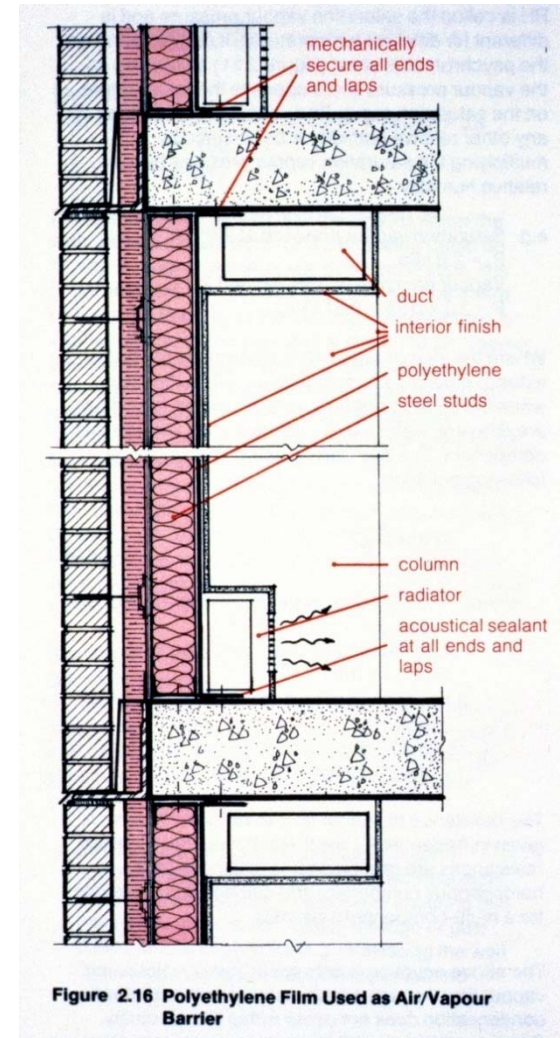 mechanically
secure all ends
and laps
duct
interior finish
polyethylene
steel studs
column
radiator
acoustical sealant
at all ends and
laps
Figure 2.16 Polyethylene Film Used as Air/Vapour
Barrier